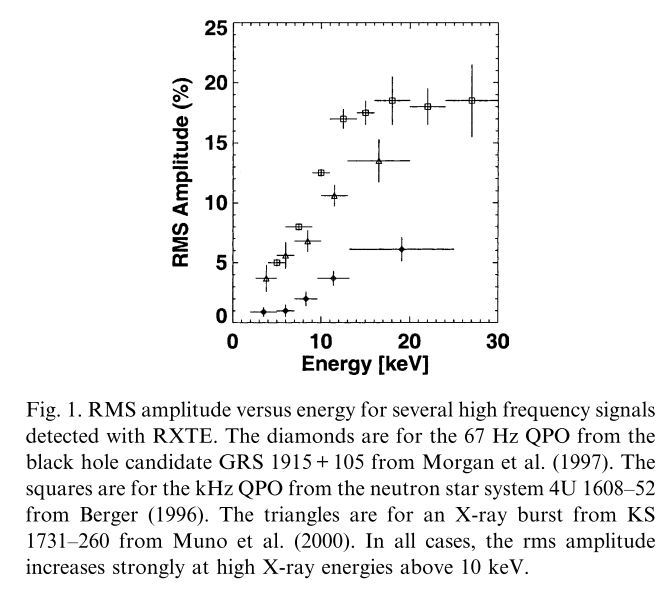 25
20
15
10
5
0
RMS Amplitude (%)
0 10 20 30
Energy [keV]
Fig. 1. RMS amplitude versus energy for several high frequency signals
detected with RXTE. The diamonds are for the 67 Hz QPO from the
black hole candidate GRS 1915 + 105 from Morgan et al. (1997). The
squares are for the kHz QPO from the neutron star system 4U 1608–52
from Berger (1996). The triangles are for an X-ray burst from KS
1731–260 from Muno et al. (2000). In all cases, the rms amplitude
increases strongly at high X-ray energies above 10 keV.